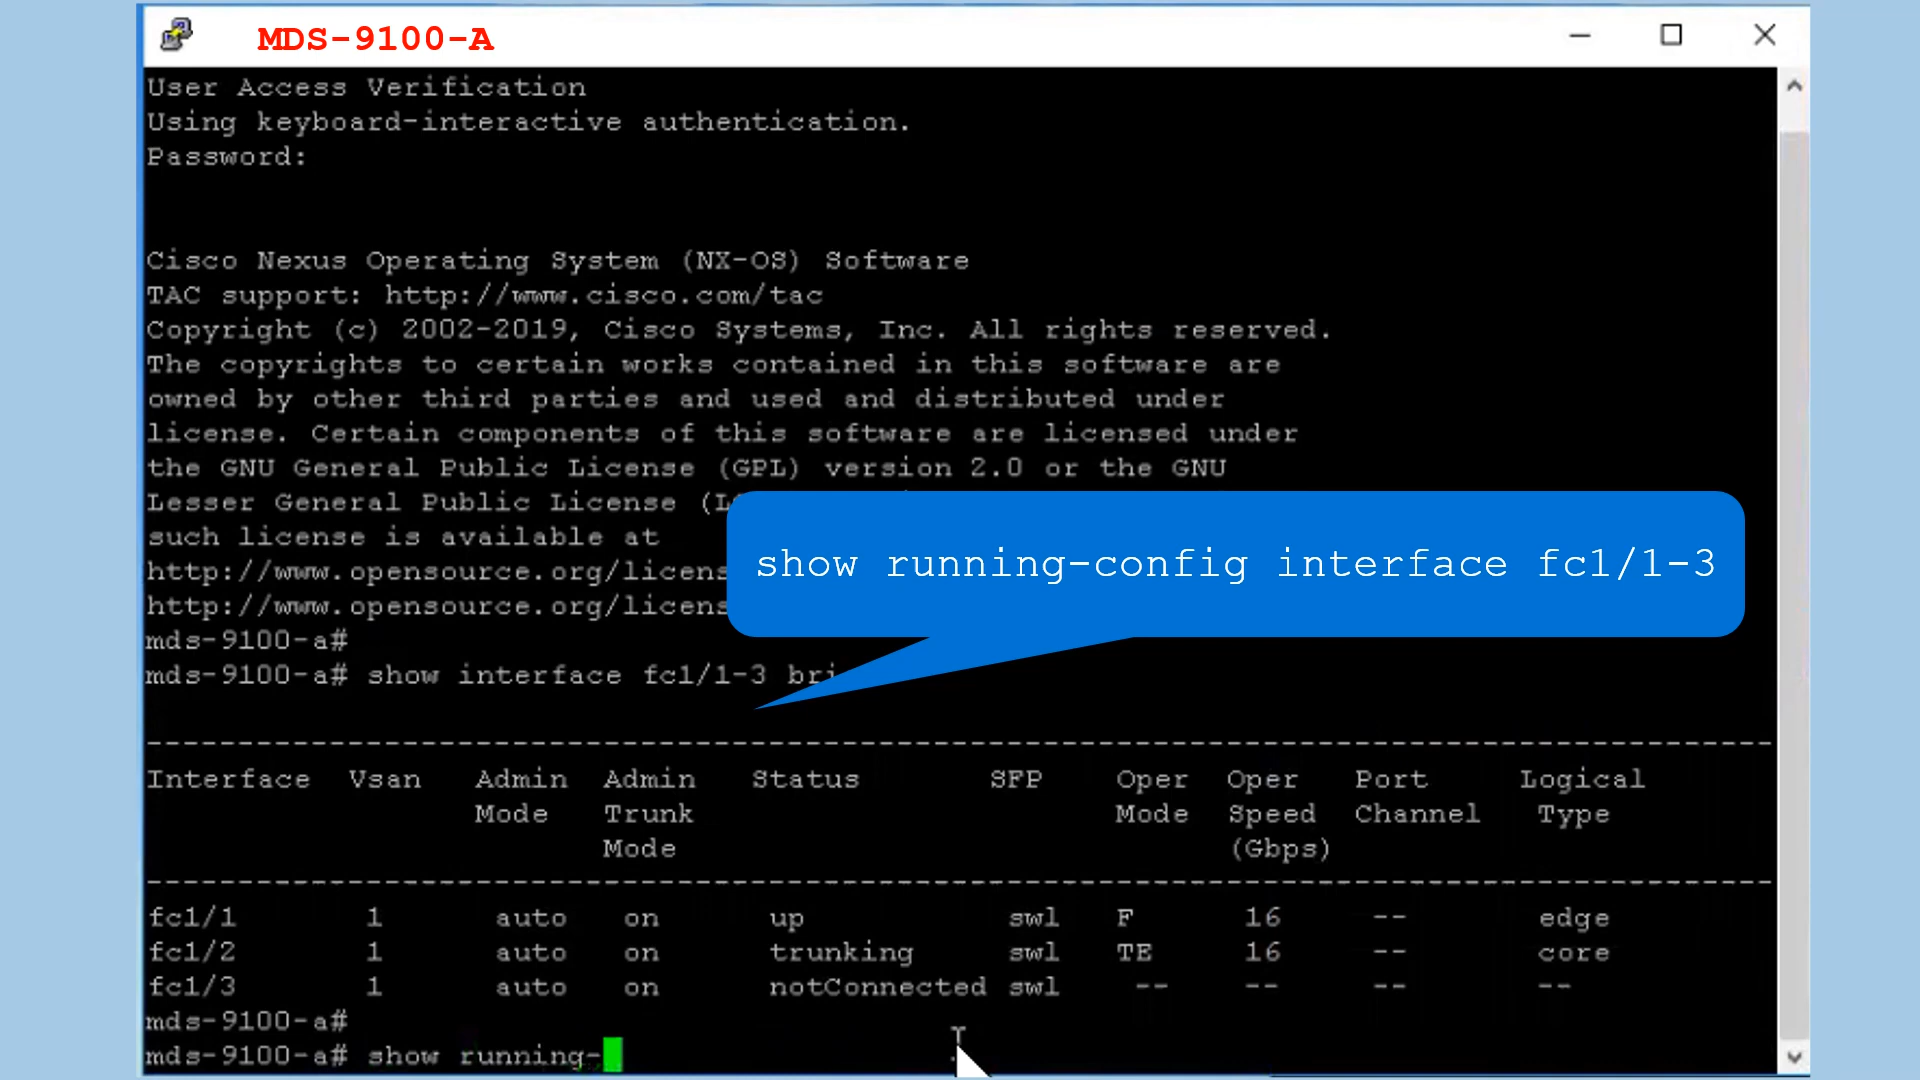 MDS-9100-A
User Access Verification
Using keyboard-interactive authentication.
Password:
Cisco Nexus Operating System (NX-OS) Software
TAC support: http://www.cisco.com/tac
Copyright (c) 2002-2019, Cisco Systems, Inc. All rights reserved.
The copyrights to certain works contained in this software are
owned by other third parties and used and distributed under
license. Certain components of this software are licensed under
the GNU General Public License (GPL) version 2.0 or the GNU
Lesser General Public License
such license is available at
http://www.opensource.org/licens
show running-config interface fc1/1-3
http://www.opensource.org/licens
mds-9100-a#
mds-9100-a# show interface fc1/1-3 bri
Interface Vsan Admin Admin Status SFP Oper Oper Port Logical
Mode Trunk Mode Speed Channel Type
Mode (Gbps)
fc1/1 1 auto on up swl F 16 -- edge
fc1/2 1 auto on trunking swl TE 16 -- core
fc1/3 1 auto on notConnected swl -- -- -- --
mds-9100-a#
mds-9100-a# show running-